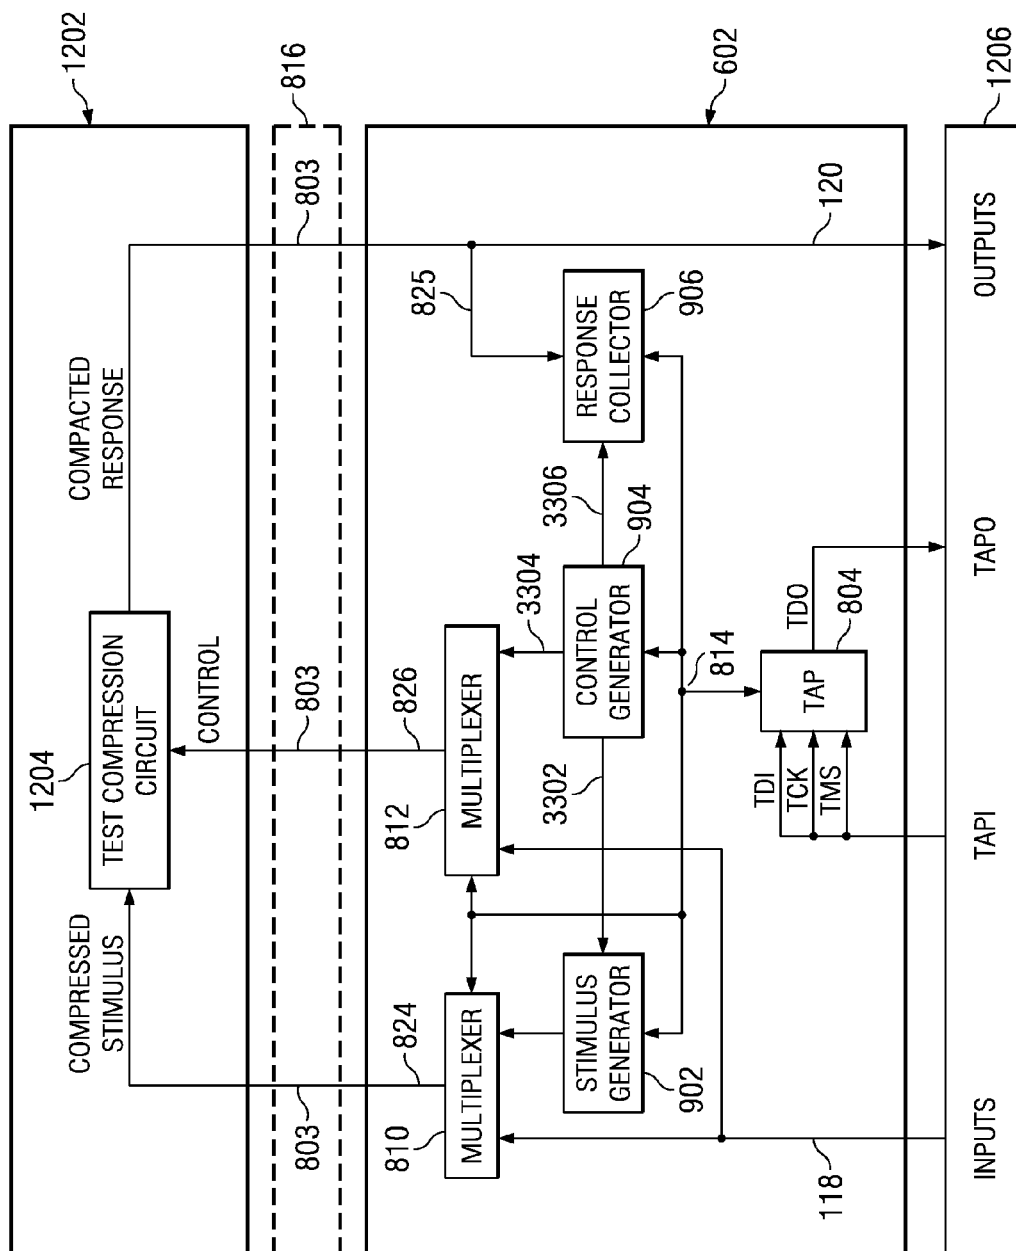 1202
816
602
1206
803
120
OUTPUTS
825
RESPONSE
COLLECTOR
906
COMPACTED
RESPONSE
3306
904
TAPO
3304
CONTROL
GENERATOR
TDO
804
814
TAP
1204
TEST COMPRESSION
CIRCUIT
CONTROL
803
826
MULTIPLEXER
812
3302
TDI
TCK
TMS
TAPI
COMPRESSED
STIMULUS
824
803
MULTIPLEXER
810
STIMULUS
GENERATOR
902
118
INPUTS